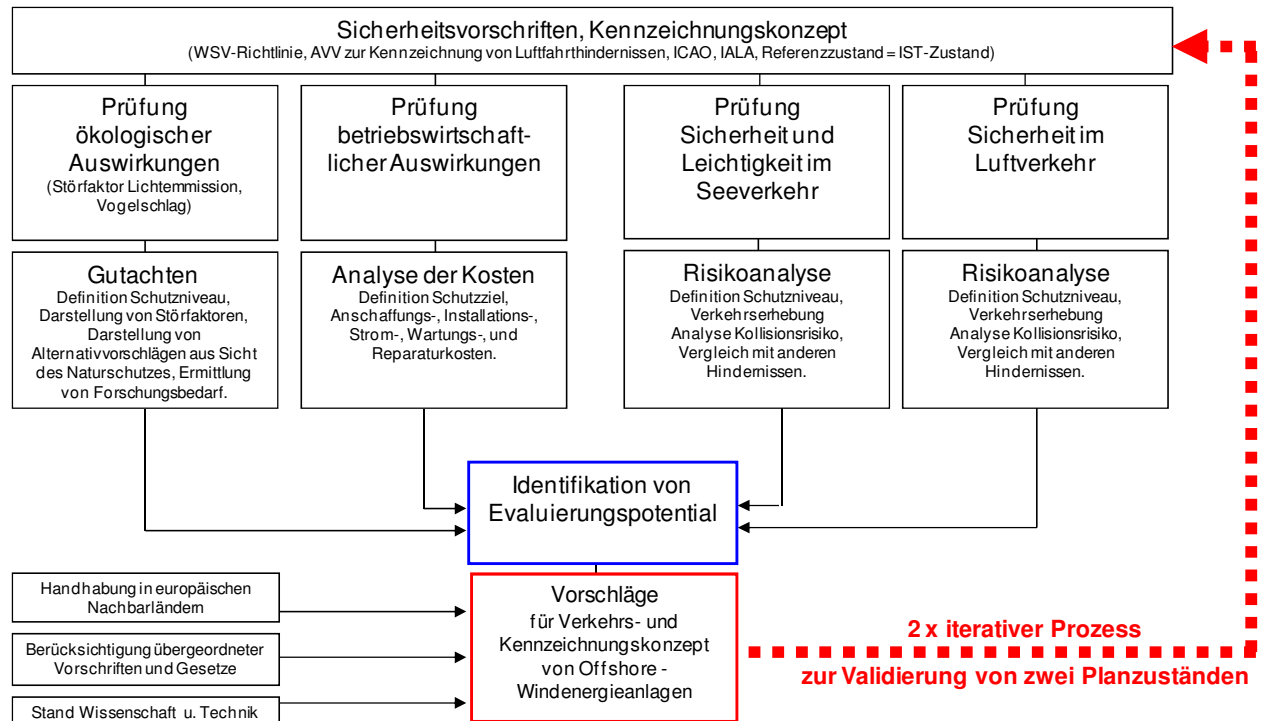 Sicherheitsvorschriften, Kennzeichnungskonzept
(WSV-Richtlinie, AVV zur Kennzeichnung von Luftfahrthindernissen, ICAO, IALA, Referenzzustand = IST-Zustand)
Prüfung
ökologischer
Auswirkungen
(Störfaktor Lichtemmission,
Vogelschlag)
Prüfung
betriebswirtschaft-
licher Auswirkungen
Prüfung
Sicherheit und
Leichtigkeit im
Seeverkehr
Prüfung
Sicherheit im
Luftverkehr
Gutachten
Definition Schutzniveau,
Darstellung von Störfaktoren,
Darstellung von
Alternativvorschlägen aus Sicht
des Naturschutzes, Ermittlung
von Forschungsbedarf.
Analyse der Kosten
Definition Schutzziel,
Anschaffungs-, Installations-,
Strom-, Wartungs-, und
Reparaturkosten.
Risikoanalyse
Definition Schutzniveau,
Verkehrserhebung
Analyse Kollisionsrisiko,
Vergleich mit anderen
Hindernissen.
Risikoanalyse
Definition Schutzniveau,
Verkehrserhebung
Analyse Kollisionsrisiko,
Vergleich mit anderen
Hindernissen.
Identifikation von
Evaluierungspotential
Handhabung in europäischen
Nachbarländern
Berücksichtigung übergeordneter
Vorschriften und Gesetze
Stand Wissenschaft u. Technik
Vorschläge
für Verkehrs- und
Kennzeichnungskonzept
von Offshore -
Windenergieanlagen
2 x iterativer Prozess
zur Validierung von zwei Planzuständen